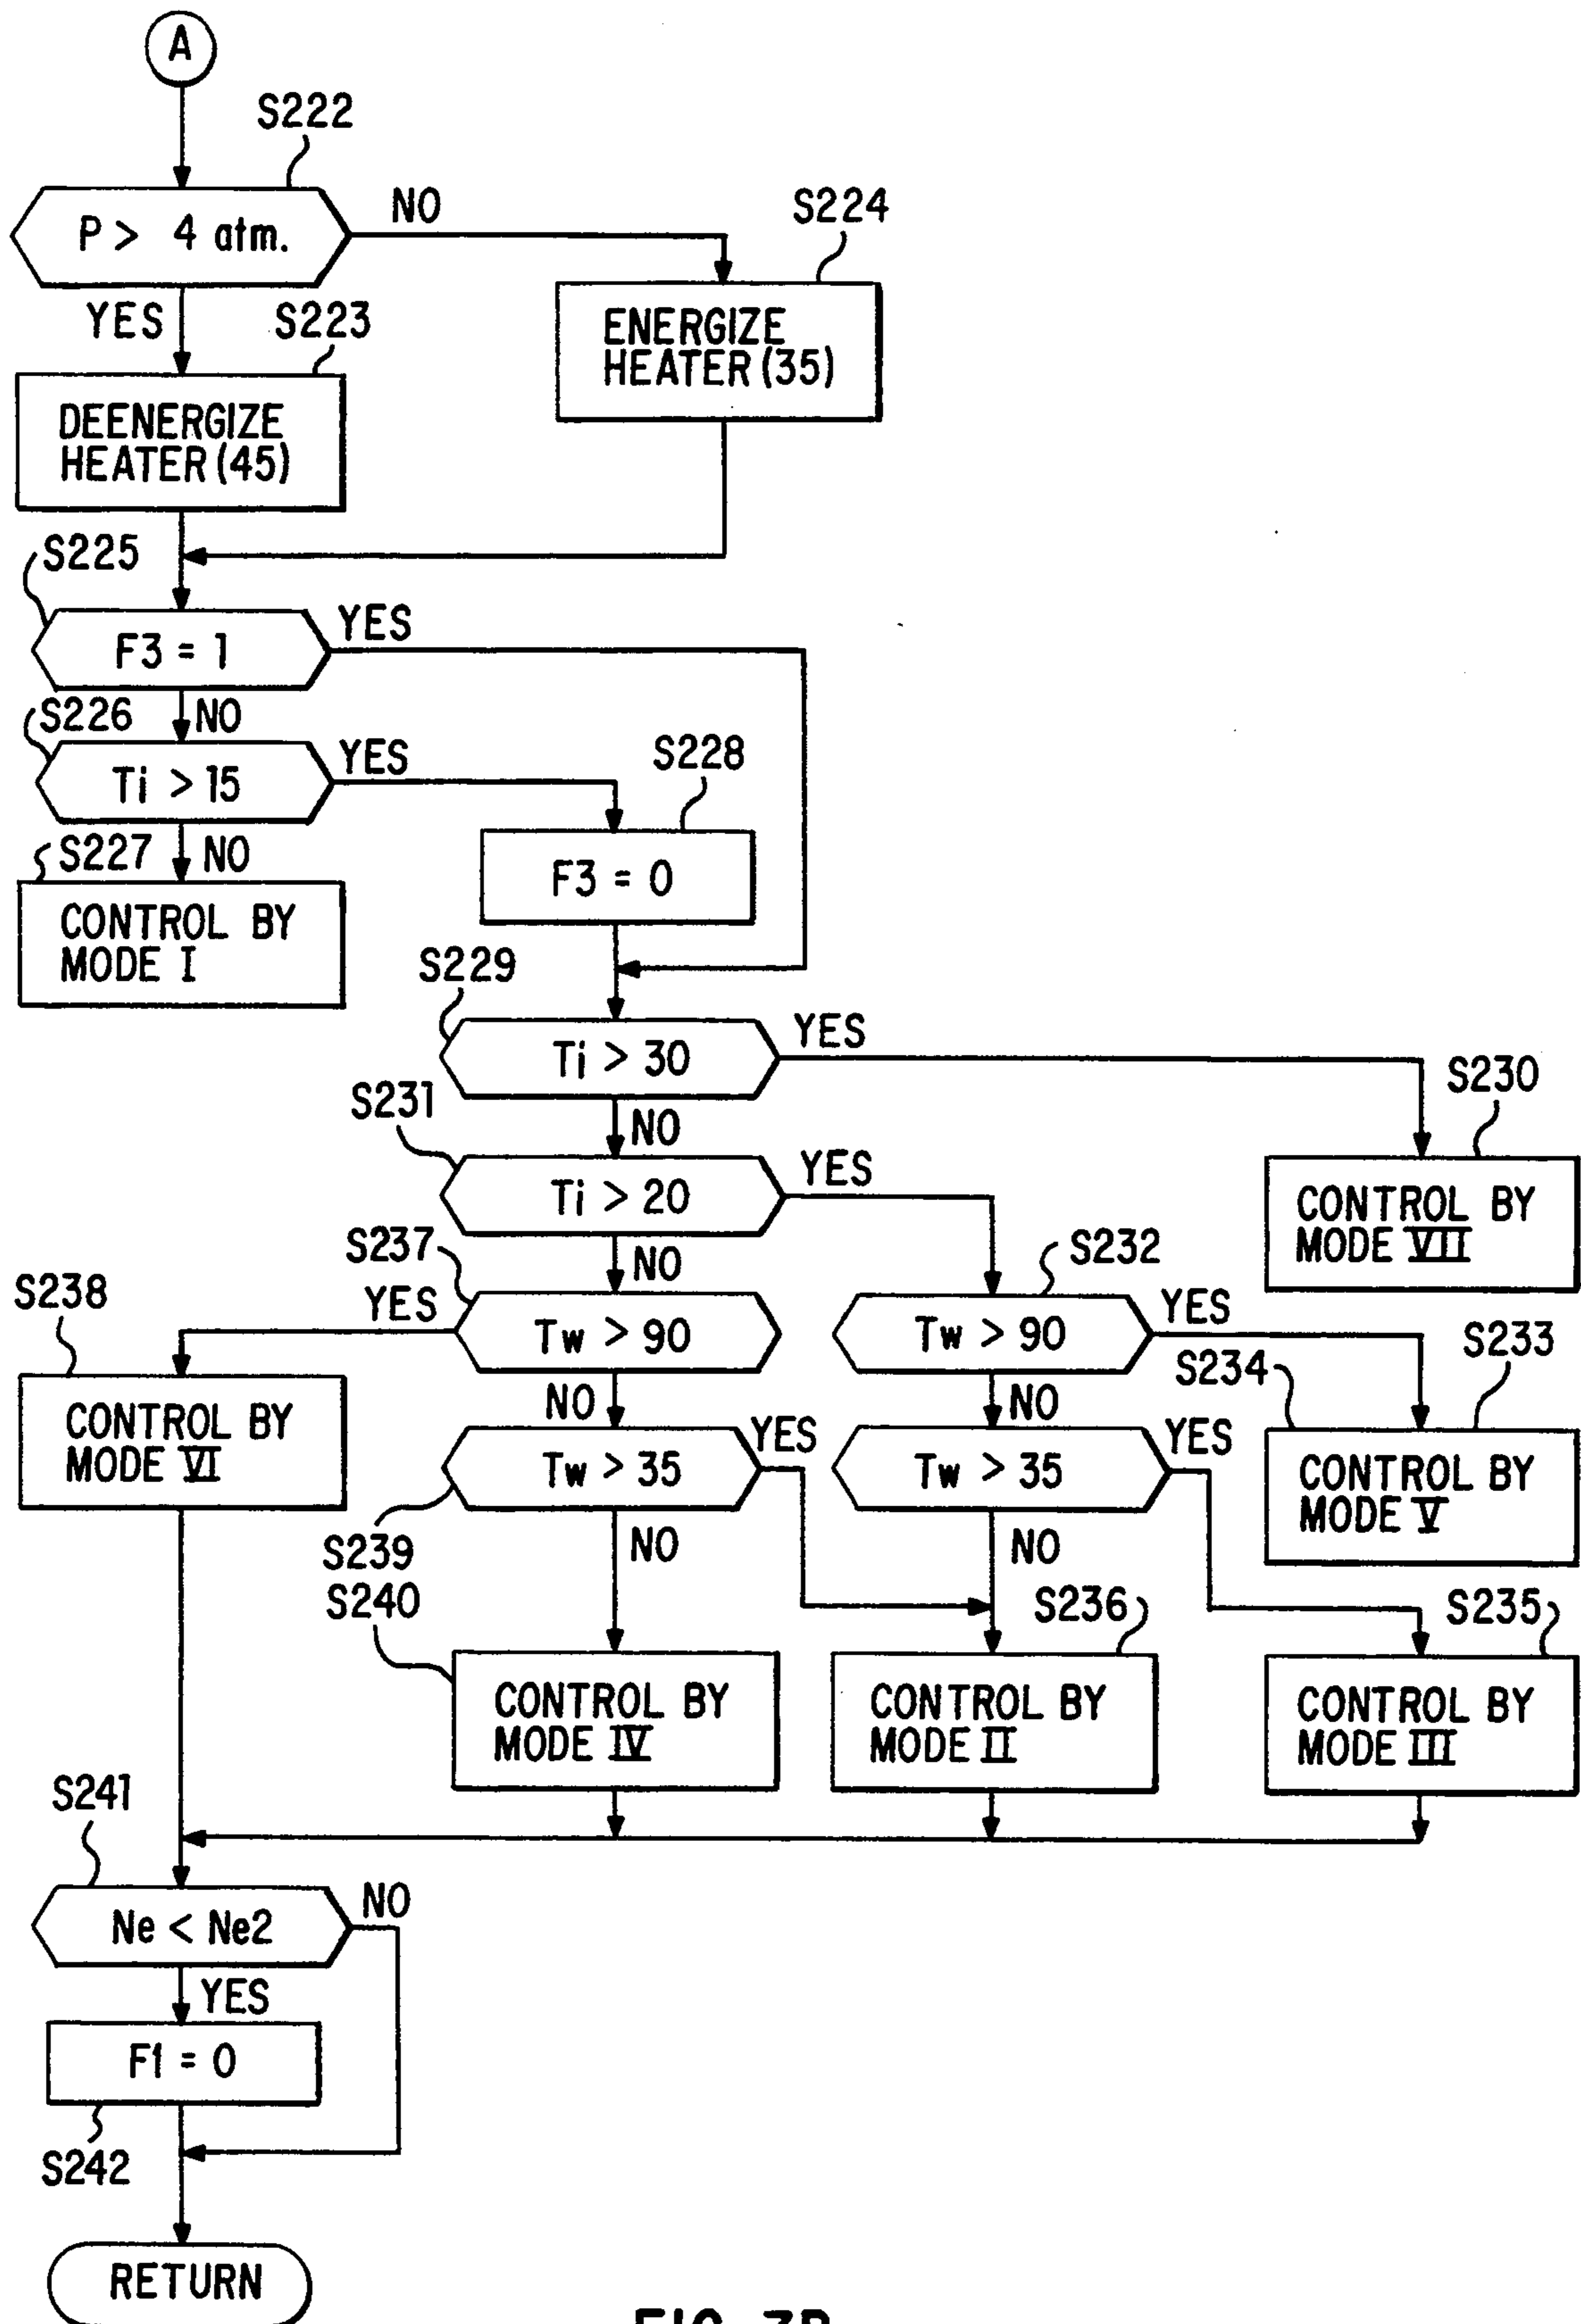 A
S222
P > 4 atm.
NO
S224
YES
S223
ENERGIZE
HEATER (35)
DEENERGIZE
HEATER (45)
S225
F3 = 1
YES
S226
NO
Ti > 15
YES
S228
S227
NO
F3 = 0
CONTROL BY
MODE I
S229
Ti > 30
YES
S230
S231
NO
Ti > 20
YES
CONTROL BY
MODE VII
S237
NO
S232
S238
YES
Tw > 90
Tw > 90
YES
S233
S234
CONTROL BY
MODE VI
NO
NO
YES
YES
Tw > 35
Tw > 35
CONTROL BY
MODE V
S239
NO
NO
S240
S236
S235
CONTROL BY
MODE IV
CONTROL BY
MODE II
CONTROL BY
MODE III
S241
Ne < Ne2
NO
YES
F1 = 0
S242
RETURN